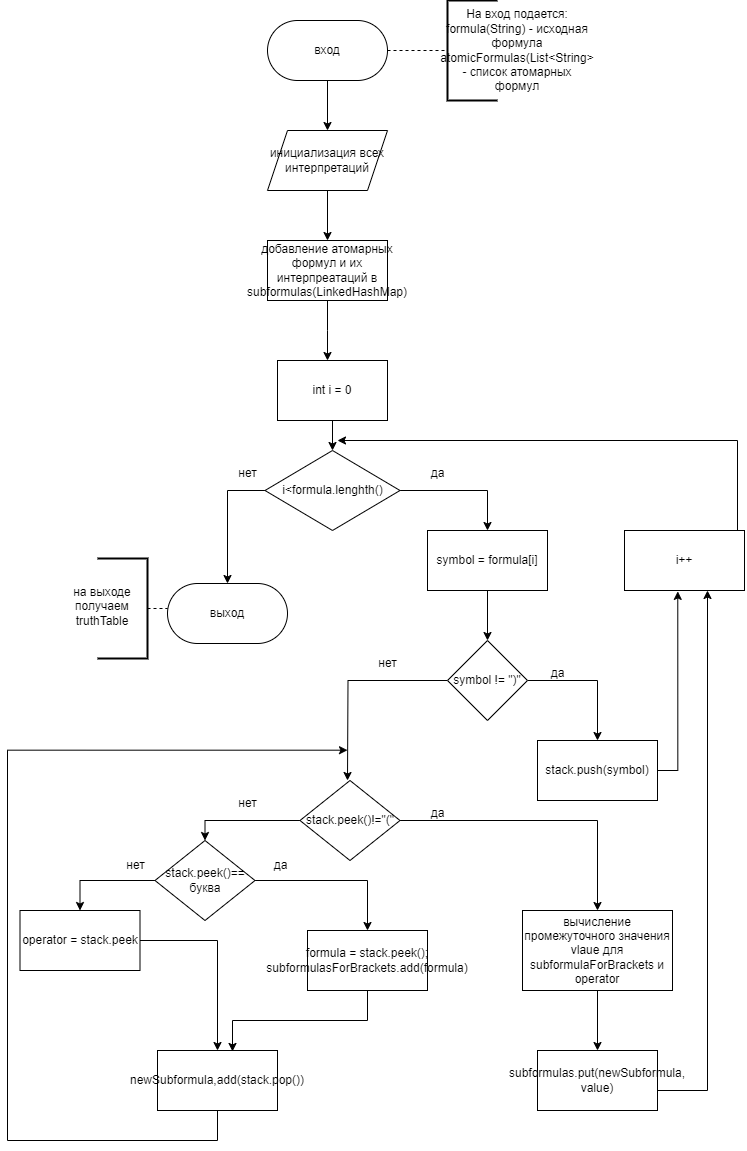 На вход подается:
formula(String) - исходная
формула
atomicFormulas(List<String>
- список атомарных
формул
вход
инициализация всех
интерпретаций
добавление атомарных
формул и их
интерпреатаций в
subformulas(LinkedHashMap)
int i = 0
нет
i<formula.lenghth()
да
symbol = formula[i]
i++
на выходе
получаем
truthTable
выход
нет
symbol != ")"
да
stack.push(symbol)
нет
stack.peek()!="("
да
нет
stack.peek()==
буква
да
operator = stack.peek
formula = stack.peek();
subformulasForBrackets.add(formula)
вычисление
промежуточного значения
vlaue для
subformulaForBrackets и
operator
newSubformula,add(stack.pop())
subformulas.put(newSubformula,
value)